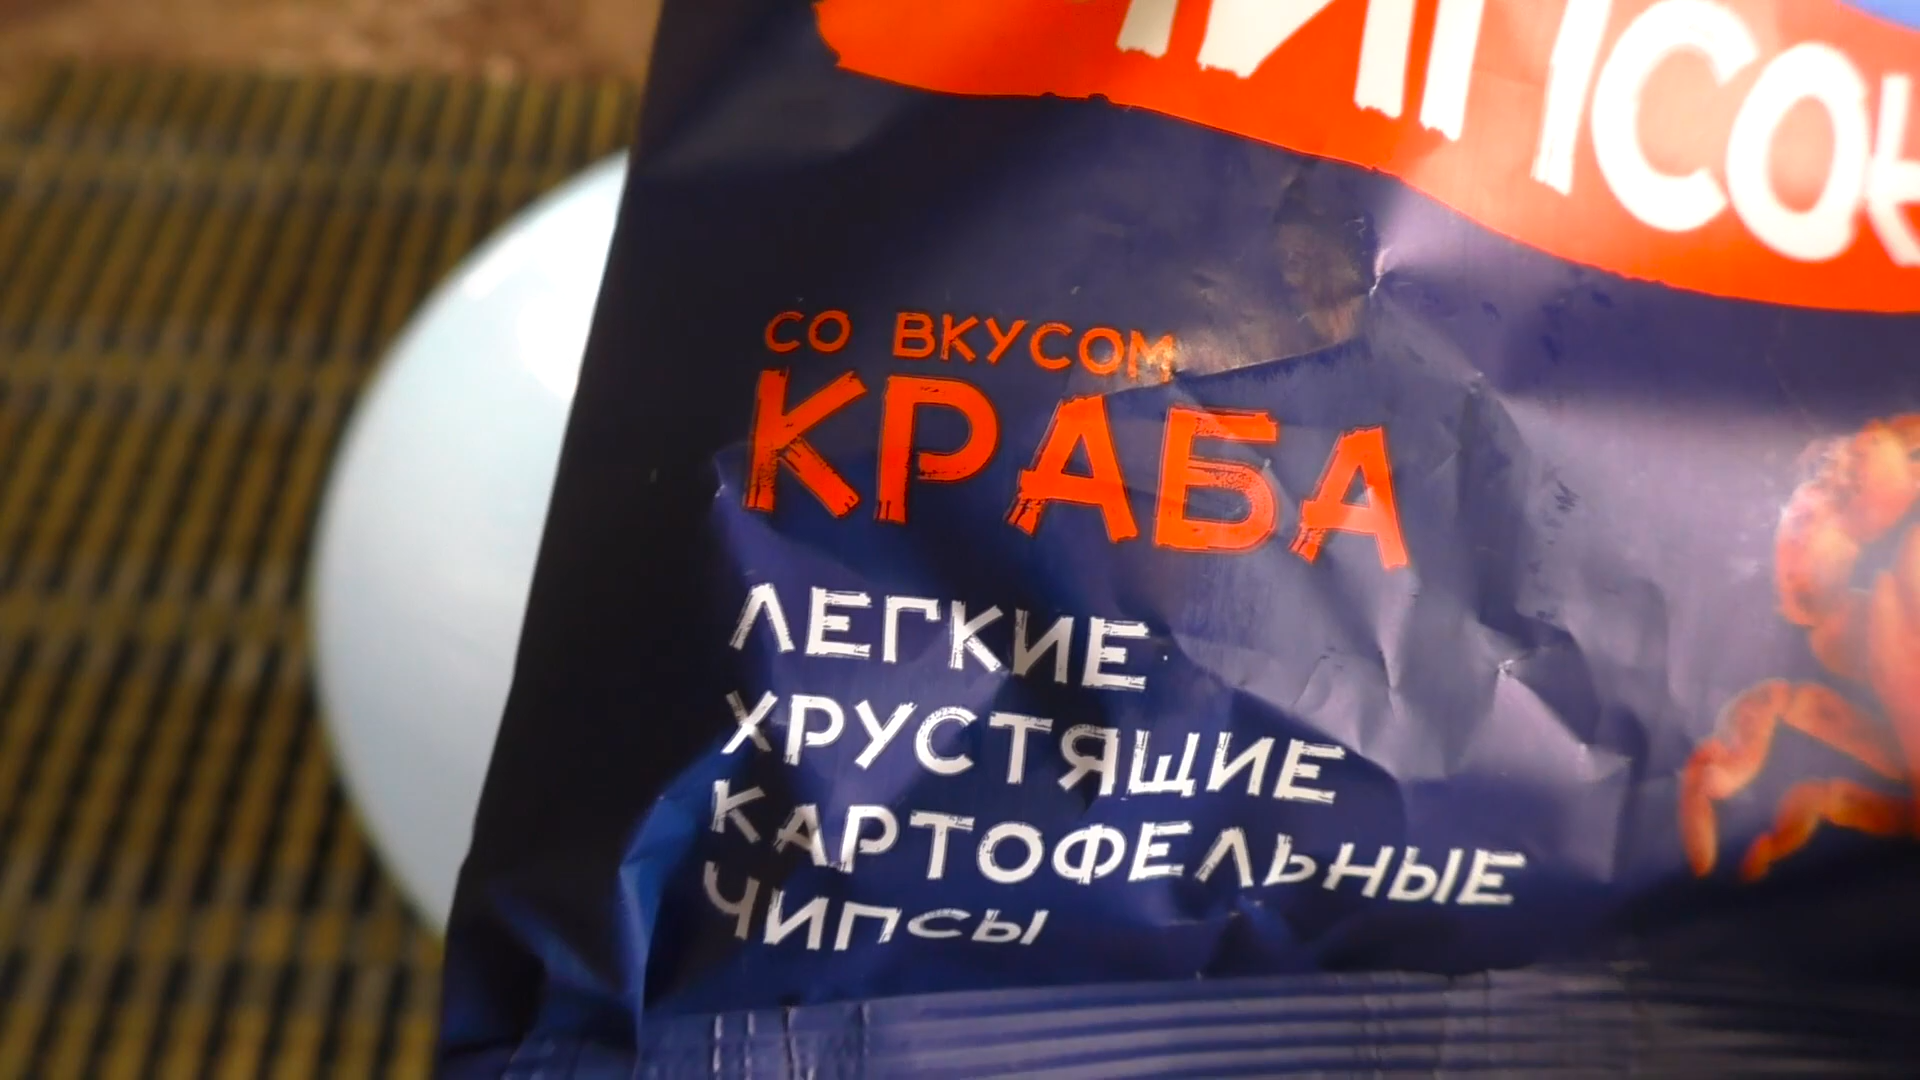 СО ВКУСОМ
КРАБА
ЛЕГКИЕ
ХРУСТЯЩИЕ
КАРТОФЕЛЬНЫЕ
ЧИПСЫ